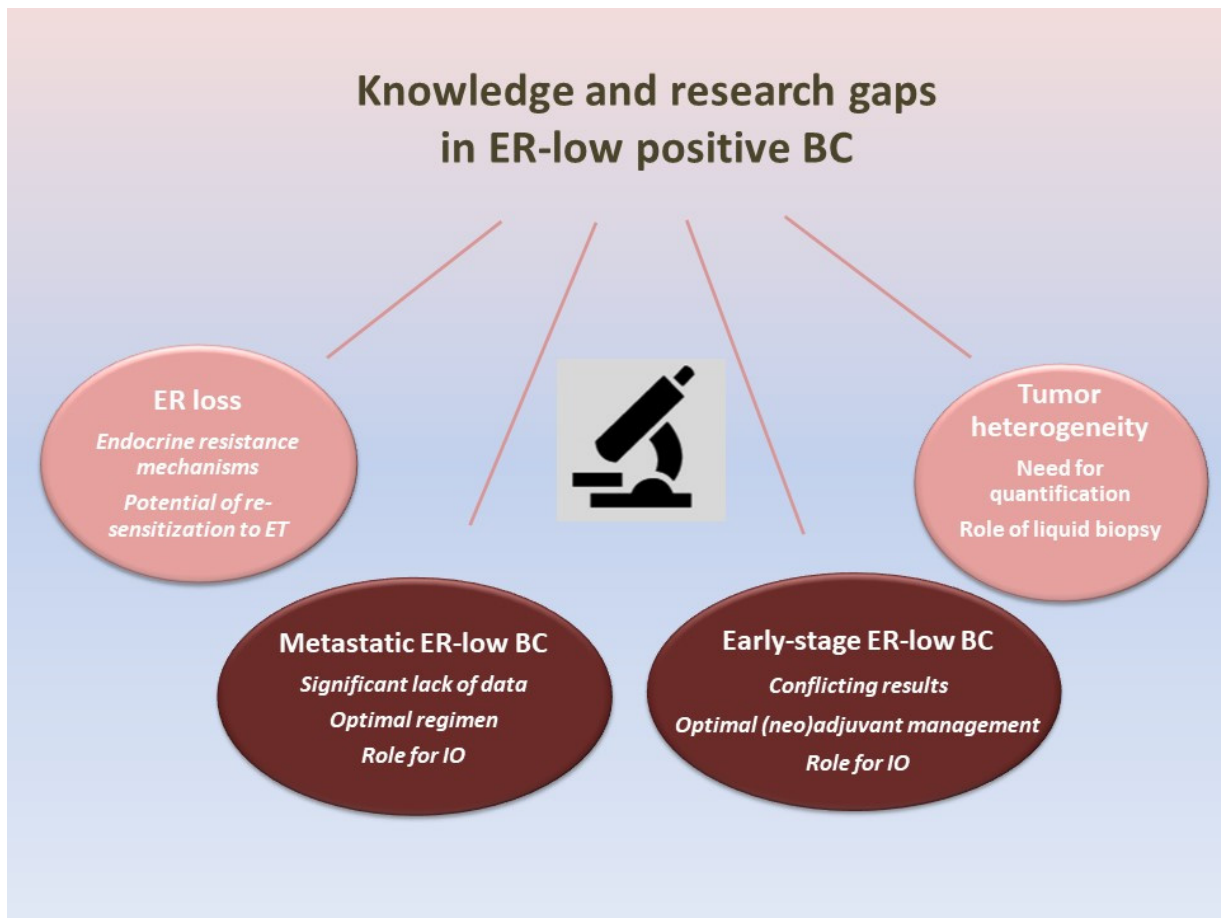 Knowledge and research gaps
in ER-low positive BC
ER loss
Endocrine resistance
mechanisms
Potential of re-
sensitization to ET
Tumor
heterogeneity
Need for
quantification
Role of liquid biopsy
Metastatic ER-low BC
Significant lack of data
Optimal regimen
Role for IO
Early-stage ER-low BC
Conflicting results
Optimal (neo)adjuvant management
Role for IO